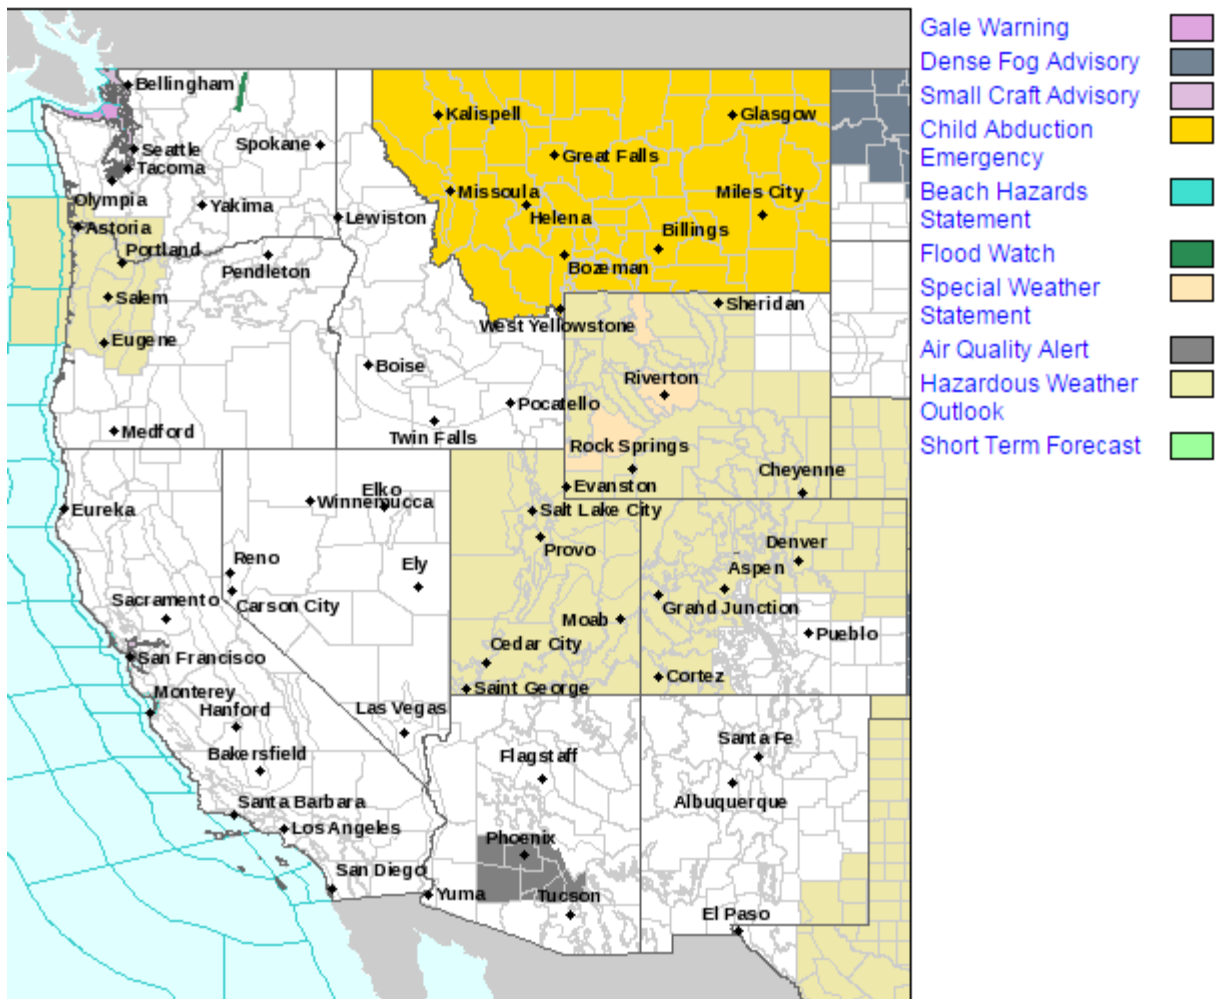 Gale Warning
Dense Fog Advisory
Small Craft Advisory
Child Abduction
Emergency
Beach Hazards
Statement
Flood Watch
Special Weather
Statement
Air Quality Alert
Hazardous Weather
Outlook
Short Term Forecast
Bellingham
Kalispell
Glasgow
Seattle
Spokane
Great Falls
Tacoma
Missoula
Miles City
Olympia
Yakima
Lewiston
Helena
Astoria
Billings
Portland
Pendleton
Bozeman
Salem
Sheridan
West Yellowstone
Eugene
Boise
Riverton
Pocatello
Medford
Twin Falls
Rock Springs
Cheyenne
Evanston
Elko
Winnemucca
Eureka
Salt Lake City
Provo
Denver
Reno
Ely
Aspen
Sacramento
Carson City
Grand Junction
Moab
Pueblo
Cedar City
San Francisco
Cortez
Saint George
Monterey
Hanford
Las Vegas
Santa Fe
Bakersfield
Flagstaff
Albuquerque
Santa Barbara
Los Angeles
Phoenix
San Diego
Yuma
Tucson
El Paso